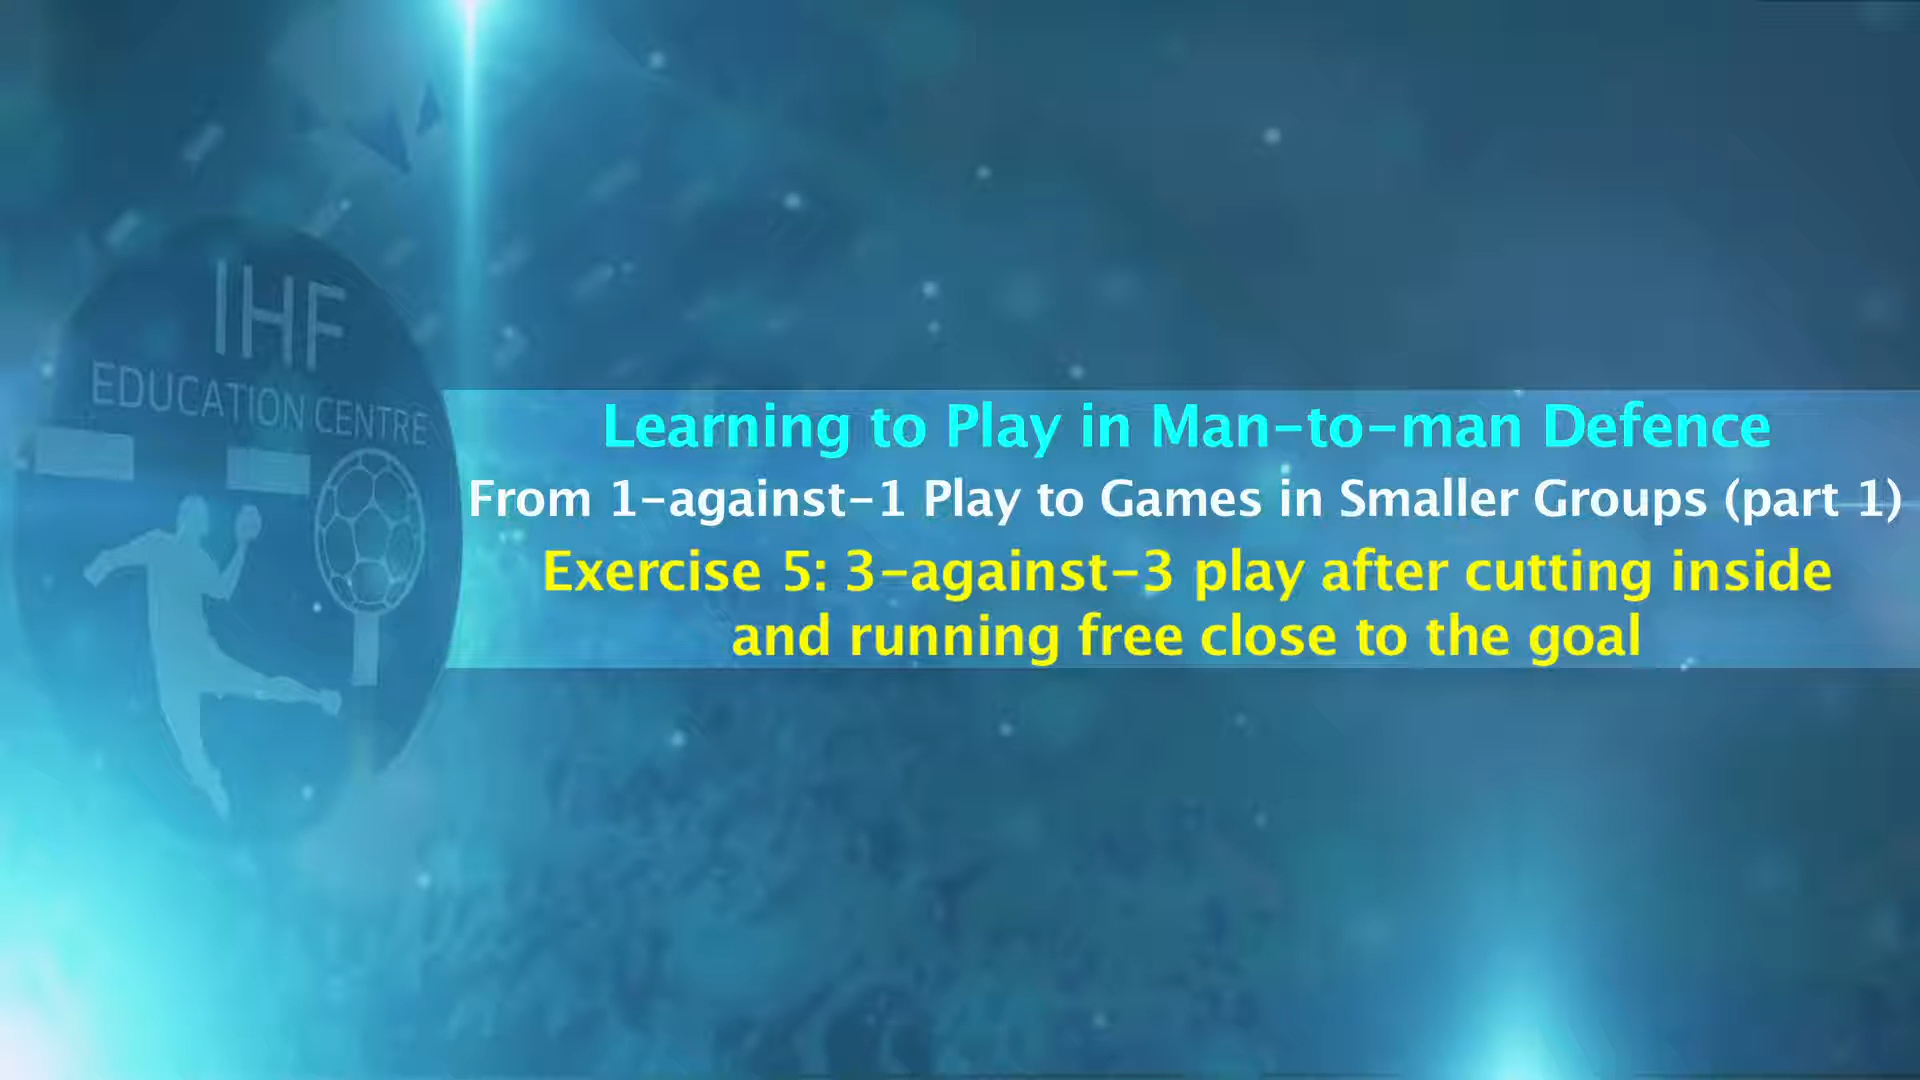 IHF
EDUCATION CENTRE
Learning to Play in Man-to-man Defence
From 1-against-1 Play to Games in Smaller Groups (part 1)
Exercise 5: 3-against-3 play after cutting inside
and running free close to the goal